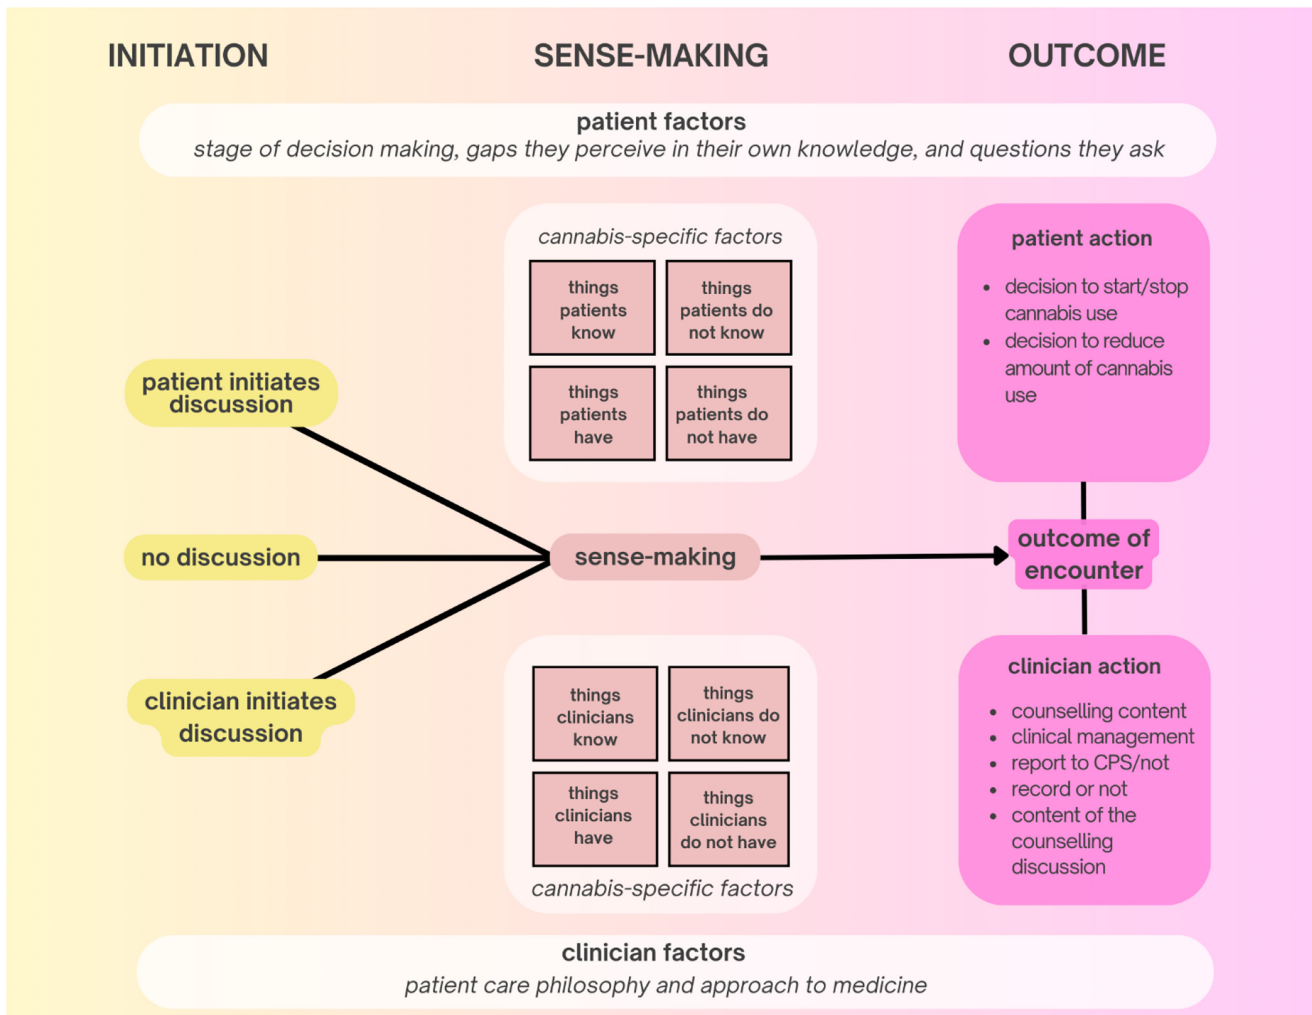 INITIATION
SENSE-MAKING
OUTCOME
patient factors
stage of decision making, gaps they perceive in their own knowledge, and questions they ask
cannabis-specific factors
things
patients
know
things
patients do
not know
things
patients
have
things
patients do
not have
patient action
• decision to start/stop
cannabis use
• decision to reduce
amount of cannabis
use
patient initiates
discussion
no discussion
clinician initiates
discussion
sense-making
outcome of
encounter
things
clinicians
know
things
clinicians do
not know
things
clinicians
have
things
clinicians
do not have
cannabis-specific factors
clinician action
• counselling content
• clinical management
• report to CPS/not
• record or not
• content of the
counselling
discussion
clinician factors
patient care philosophy and approach to medicine